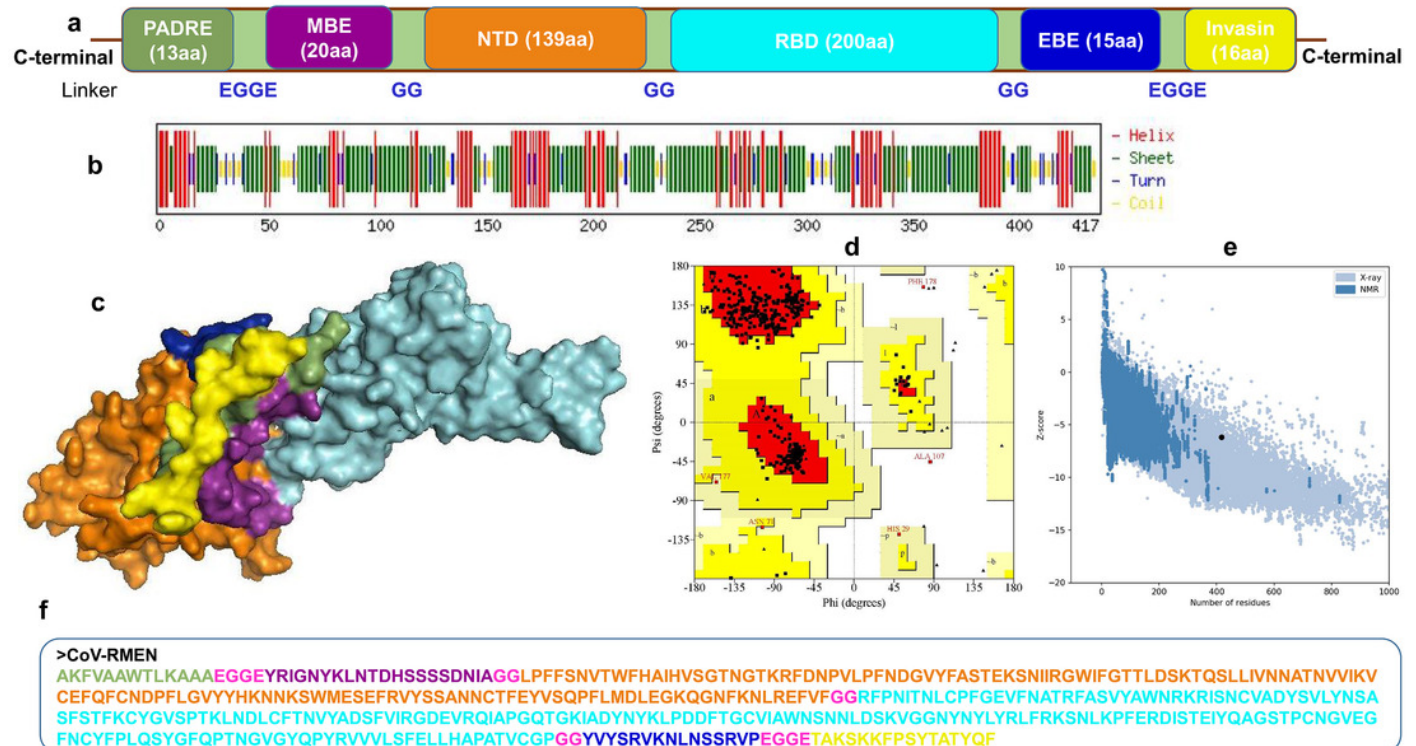 a
PADRE (13aa)
MBE (20aa)
NTD (139aa)
RBD (200aa)
EBE (15aa)
Invasin (16aa)
C-terminal
C-terminal
Linker EGGE GG GG GG EGGE
b
- Helix
- Sheet
- Turn
- Coil
0 50 100 150 200 250 300 350 400 417
c
d
180
135
90
45
0
-45
-90
-135
-180 -135 -90 -45 0 45 90 135 180
Psi (degrees)
Phi (degrees)
PHE 178
ALA 107
VAL 177
HIS 29
a
l
~l
~a
~b
b
~p
p
e
X-ray
NMR
10
5
0
−5
−10
−15
−20
0 200 400 600 800 1000
Z-score
Number of residues
f
>CoV-RMEN
AKFVAAWTLKAAAEGGEYRIGNYKLNTDHSSSSDNIAGGLPFFSNVTWFHAIHVSGTNGTKRFDNPVLPFNDGVYFASTEKSNIIRGWIFGTTLDSKTQSLLIVNNATNVVIKV
CEFQFCNDPFLGVYYHKNNKSWMESEFRVYSSANNCTFEYVSQPFLMDLEGKQGNFKNLREFVFGGRFPNITNLCPFGEVFNATRFASVYAWNRKRISNCVADYSVLYNSA
SFSTFKCYGVSPTKLNDLCFTNVYADSFVIRGDEVRQIAPGQTGKIADYNYKLPDDFTGCVIAWNSNNLDSKVGGNYNYLYRLFRKSNLKPFERDISTEIYQAGSTPCNGVEG
FNCYFPLQSYGFQPTNGVGYQPYRVVVLSFELLHAPATVCGPGGYVYSRVKNLNSSRVPEGGETAKSKKFPSYTATYQF